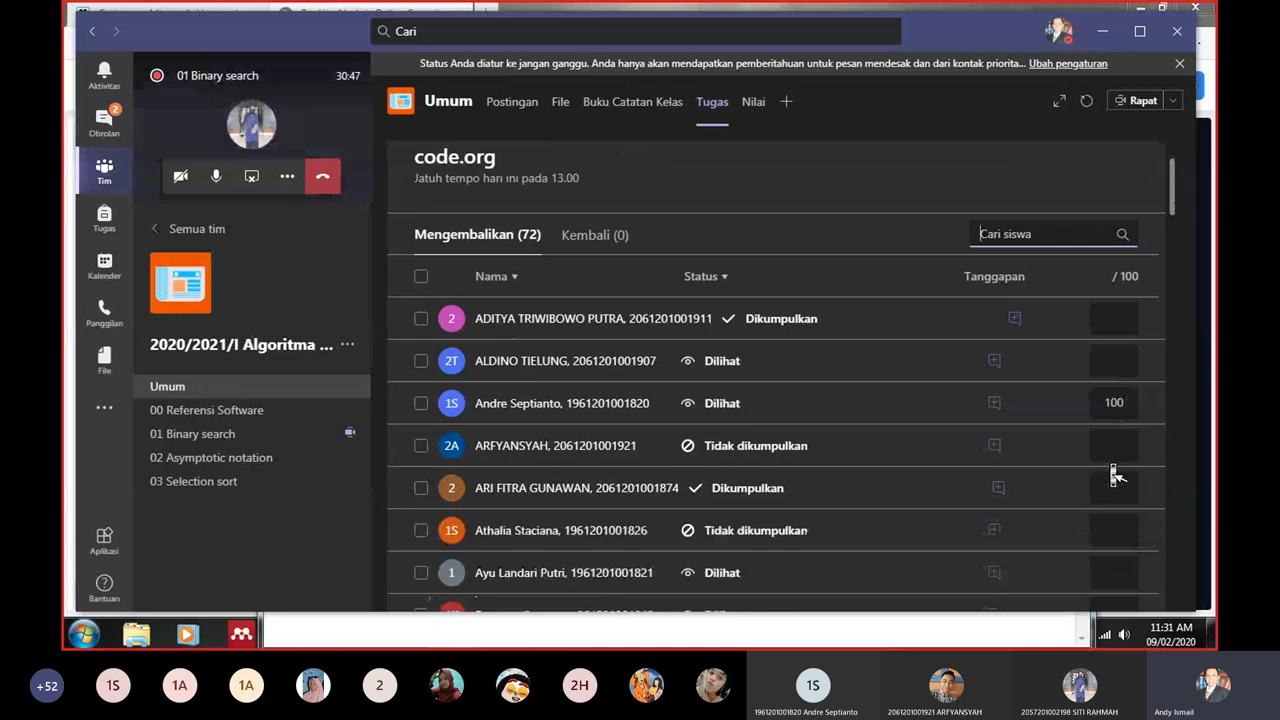 Cari
01 Binary search
30:47
Status Anda diatur ke jangan ganggu. Anda hanya akan mendapatkan pemberitahuan untuk pesan mendesak dan dari kontak priorita... Ubah pengaturan
Aktivitas
2
Obrolan
Tim
Tugas
Kalender
Panggilan
File
Aplikasi
Bantuan
Umum
Postingan
File
Buku Catatan Kelas
Tugas
Nilai
Rapat
Semua tim
2020/2021/I Algoritma ...
Umum
00 Referensi Software
01 Binary search
02 Asymptotic notation
03 Selection sort
code.org
Jatuh tempo hari ini pada 13.00
Mengembalikan (72)
Kembali (0)
Cari siswa
Nama
Status
Tanggapan
/ 100
2 ADITYA TRIWIBOWO PUTRA, 2061201001911 Dikumpulkan
2T ALDINO TIELUNG, 2061201001907 Dilihat
1S Andre Septianto, 1961201001820 Dilihat 100
2A ARFYANSYAH, 2061201001921 Tidak dikumpulkan
2 ARI FITRA GUNAWAN, 2061201001874 Dikumpulkan
1S Athalia Staciana, 1961201001826 Tidak dikumpulkan
1 Ayu Landari Putri, 1961201001821 Dilihat
11:31 AM
09/02/2020
+52
1S
1A
1A
2
2H
1S
1961201001820 Andre Septianto
2061201001921 ARFYANSYAH
2057201002198 SITI RAHMAH
Andy Ismail